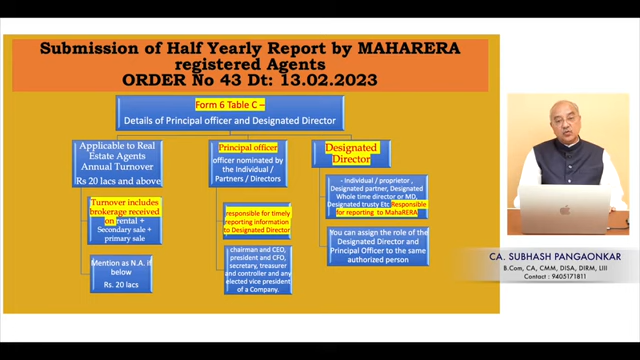 Submission of Half Yearly Report by MAHARERA
registered Agents
ORDER No 43 Dt: 13.02.2023
Form 6 Table C –
Details of Principal officer and Designated Director
Applicable to Real
Estate Agents
Annual Turnover
Rs 20 lacs and above
Turnover includes
brokerage received
on rental +
Secondary sale +
primary sale
Mention as N.A. if
below
Rs. 20 lacs
Principal officer
officer nominated by
the Individual /
Partners / Directors
responsible for timely
reporting information
to Designated Director
chairman and CEO,
president and CFO,
secretary, treasurer
and controller and any
elected vice president
of a Company.
Designated
Director
- Individual / proprietor , Designated
partner, Designated
Whole time director or MD,
Designated trusty Etc Responsible
for reporting to MahaRERA
You can assign the role of the
Designated Director and
Principal Officer to the same
authorized person
CA. SUBHASH PANGAONKAR
B.Com, CA, CMM, DISA, DIRM, LIII
Contact : 9405171811